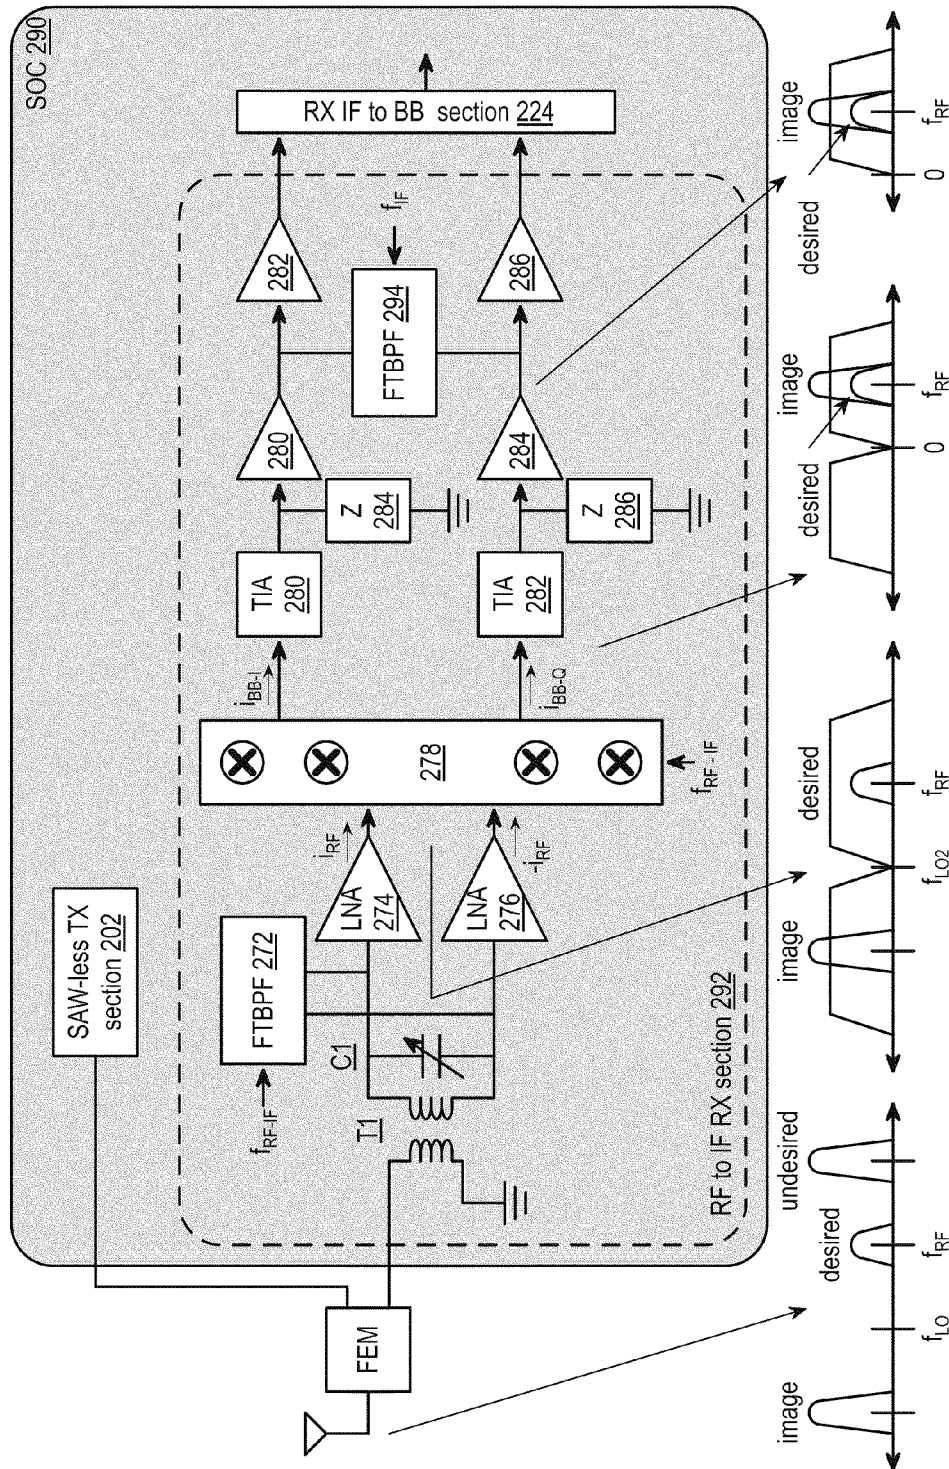 SOC 290
SAW-less TX
section 202
FEM
RF to IF RX section 292
T1
C1
f_RF-IF
FTBPF 272
LNA
274
LNA
276
i_RF
-i_RF
278
f_RF-IF
i_BB-I
i_BB-Q
TIA
280
TIA
282
Z
284
Z
286
280
284
FTBPF 294
f_IF
282
286
RX IF to BB section 224
image
desired
undesired
f_LO
f_RF
image
desired
f_LO2
f_RF
desired
image
0
f_RF
desired
image
0
f_RF